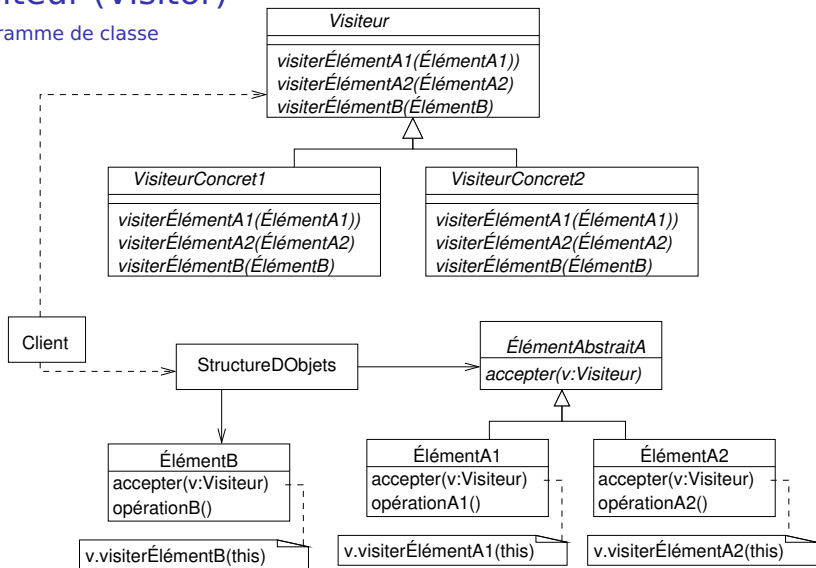 iteur (Visitor)
ramme de classe
Visiteur
visiterÉlémentA1(ÉlémentA1))
visiterÉlémentA2(ÉlémentA2)
visiterÉlémentB(ÉlémentB)
VisiteurConcret1
visiterÉlémentA1(ÉlémentA1))
visiterÉlémentA2(ÉlémentA2)
visiterÉlémentB(ÉlémentB)
VisiteurConcret2
visiterÉlémentA1(ÉlémentA1))
visiterÉlémentA2(ÉlémentA2)
visiterÉlémentB(ÉlémentB)
Client
StructureDObjets
ÉlémentAbstraitA
accepter(v:Visiteur)
ÉlémentB
accepter(v:Visiteur)
opérationB()
v.visiterÉlémentB(this)
ÉlémentA1
accepter(v:Visiteur)
opérationA1()
v.visiterÉlémentA1(this)
ÉlémentA2
accepter(v:Visiteur)
opérationA2()
v.visiterÉlémentA2(this)